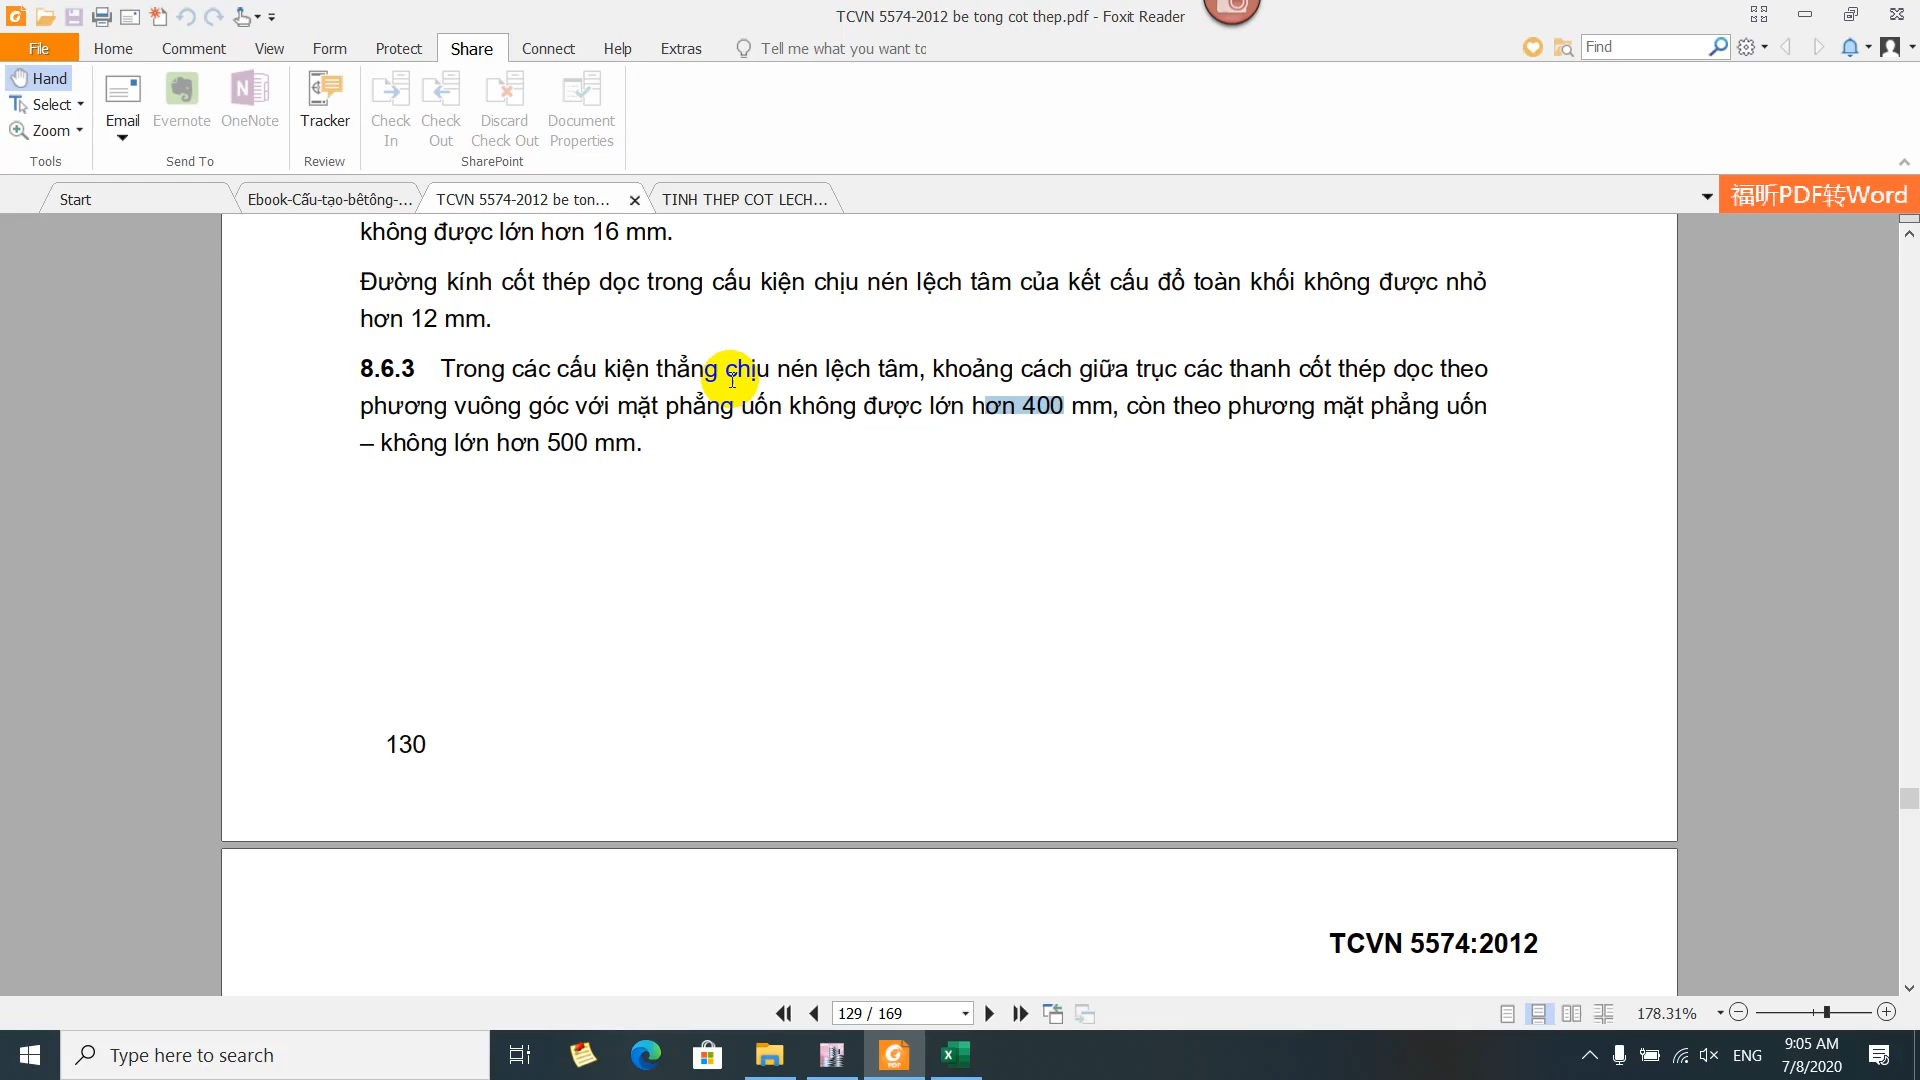 TCVN 5574-2012 be tong cot thep.pdf - Foxit Reader
File Home Comment View Form Protect Share Connect Help Extras Tell me what you want to Find
Hand
Select
Zoom
Tools
Email Evernote OneNote
Send To
Tracker
Review
Check In Check Out Discard Check Out Document Properties
SharePoint
Start Ebook-Cấu-tạo-bêtông-... TCVN 5574-2012 be ton... TINH THEP COT LECH... 福昕PDF转Word
không được lớn hơn 16 mm.
Đường kính cốt thép dọc trong cấu kiện chịu nén lệch tâm của kết cấu đổ toàn khối không được nhỏ
hơn 12 mm.
8.6.3 Trong các cấu kiện thẳng chịu nén lệch tâm, khoảng cách giữa trục các thanh cốt thép dọc theo
phương vuông góc với mặt phẳng uốn không được lớn hơn 400 mm, còn theo phương mặt phẳng uốn
– không lớn hơn 500 mm.
130
TCVN 5574:2012
129 / 169 178.31%
Type here to search ENG 9:05 AM
7/8/2020